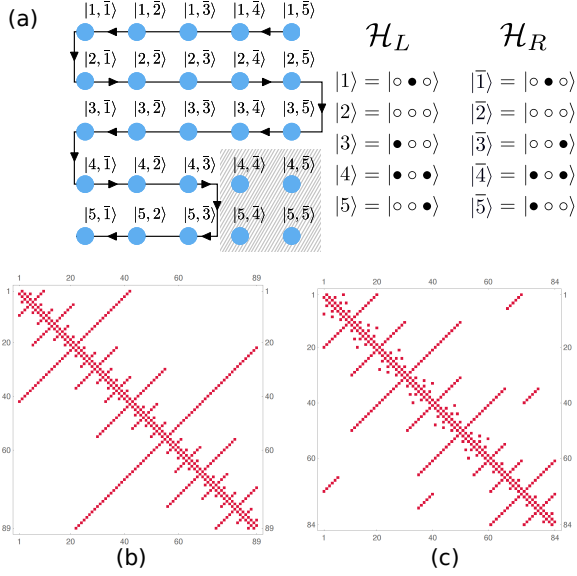 (a)
|1, 1̅⟩ |1, 2̅⟩ |1, 3̅⟩ |1, 4̅⟩ |1, 5̅⟩
|2, 1̅⟩ |2, 2̅⟩ |2, 3̅⟩ |2, 4̅⟩ |2, 5⟩
|3, 1̅⟩ |3, 2̅⟩ |3, 3̅⟩ |3, 4̅⟩ |3, 5⟩
|4, 1̅⟩ |4, 2̅⟩ |4, 3̅⟩ |4, 4̅⟩ |4, 5⟩
|5, 1̅⟩ |5, 2⟩ |5, 3̅⟩ |5, 4̅⟩ |5, 5̅⟩
ℋL ℋR
|1⟩ = |○ ● ○⟩ |1̅⟩ = |○ ● ○⟩
|2⟩ = |○ ○ ○⟩ |2̅⟩ = |○ ○ ○⟩
|3⟩ = |● ○ ○⟩ |3̅⟩ = |○ ○ ●⟩
|4⟩ = |● ○ ●⟩ |4̅⟩ = |● ○ ●⟩
|5⟩ = |○ ○ ●⟩ |5̅⟩ = |● ○ ○⟩
1 20 40 60 89
1 1
20 20
40 40
60 60
89 89
1 20 40 60 89
(b)
1 20 40 60 84
1 1
20 20
40 40
60 60
84 84
1 20 40 60 84
(c)